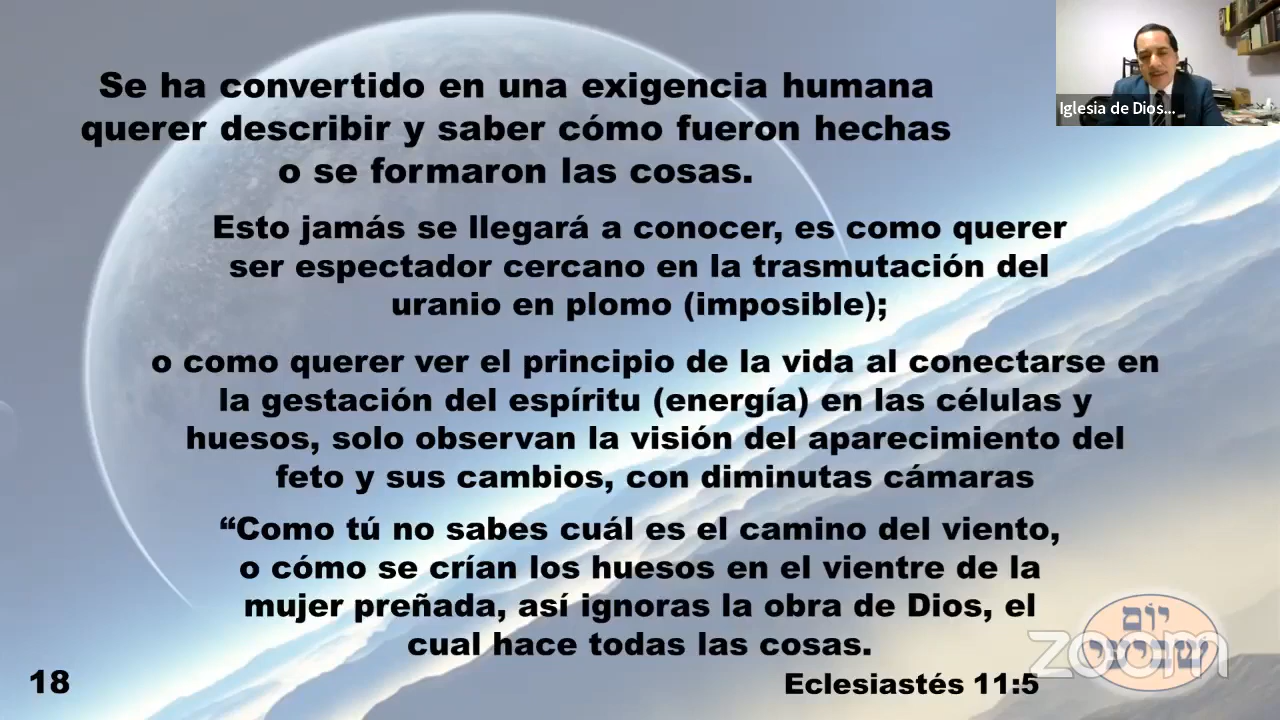 Se ha convertido en una exigencia humana
querer describir y saber cómo fueron hechas
o se formaron las cosas.
Iglesia de Dios...
Esto jamás se llegará a conocer, es como querer
ser espectador cercano en la trasmutación del
uranio en plomo (imposible);
o como querer ver el principio de la vida al conectarse en
la gestación del espíritu (energía) en las células y
huesos, solo observan la visión del aparecimiento del
feto y sus cambios, con diminutas cámaras
“Como tú no sabes cuál es el camino del viento,
o cómo se crían los huesos en el vientre de la
mujer preñada, así ignoras la obra de Dios, el
cual hace todas las cosas.
יוֹם
שביעי
zoom
18
Eclesiastés 11:5